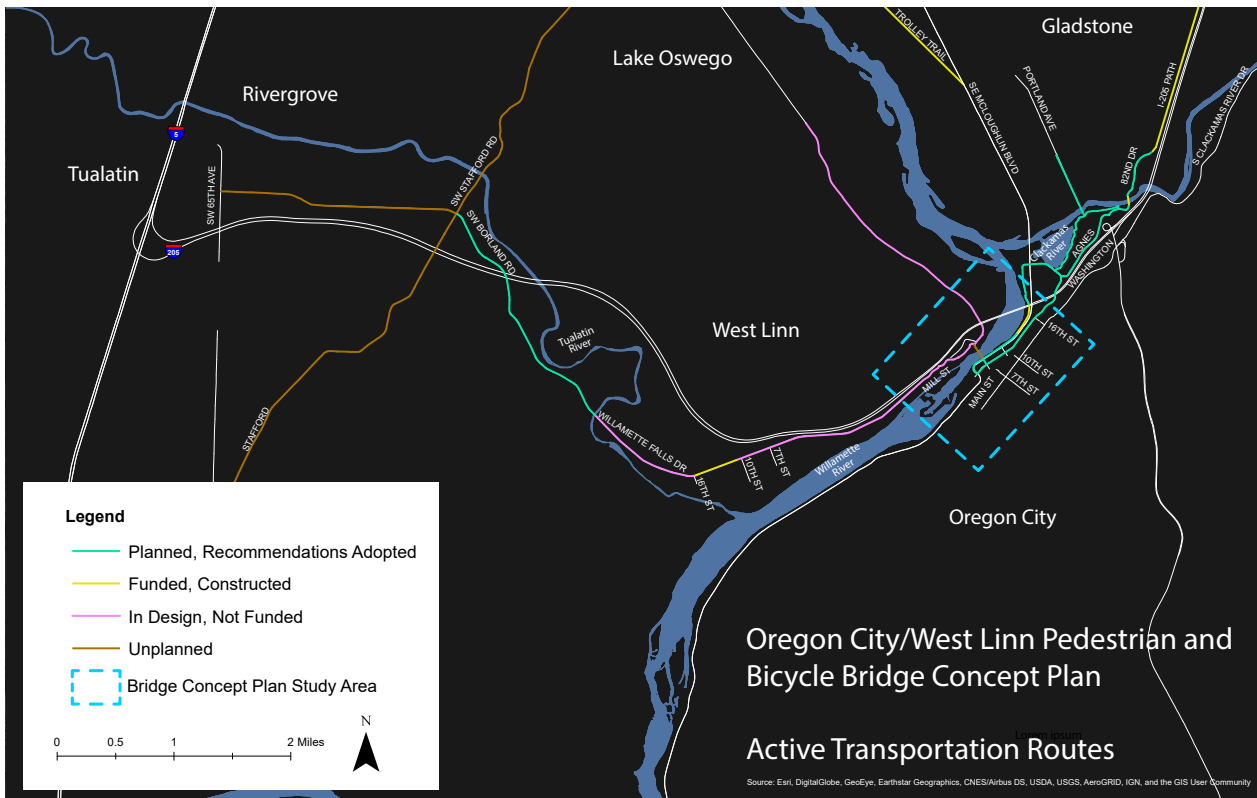 Gladstone
Lake Oswego
TROLLEY TRAIL
SE MCLOUGHLIN BLVD
PORTLAND AVE
I-205 PATH
S CLACKAMAS RIVER DR
82ND DR
Rivergrove
5
Tualatin
SW 65TH AVE
SW STAFFORD RD
SW BORLAND RD
205
Clackamas
River
AGNES
WASHINGTON
West Linn
Tualatin
River
16TH ST
10TH ST
7TH ST
MILL ST
MAIN ST
STAFFORD
WILLAMETTE FALLS DR
7TH ST
10TH ST
16TH ST
Willamette
River
Oregon City
Legend
Planned, Recommendations Adopted
Funded, Constructed
In Design, Not Funded
Unplanned
Bridge Concept Plan Study Area
N
0 0.5 1 2 Miles
Oregon City/West Linn Pedestrian and
Bicycle Bridge Concept Plan
Lorem ipsum
Active Transportation Routes
Source: Esri, DigitalGlobe, GeoEye, Earthstar Geographics, CNES/Airbus DS, USDA, USGS, AeroGRID, IGN, and the GIS User Community